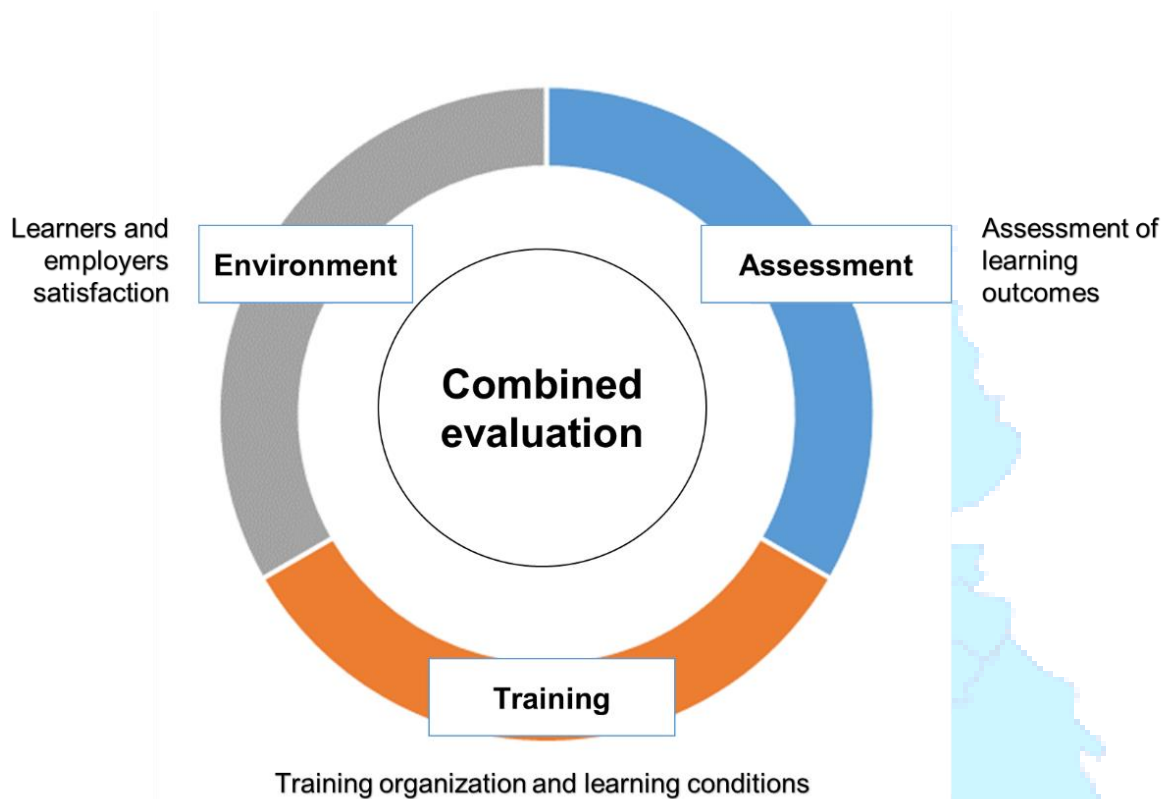 Learners and
employers
satisfaction
Environment
Assessment
Assessment of
learning
outcomes
Combined
evaluation
Training
Training organization and learning conditions